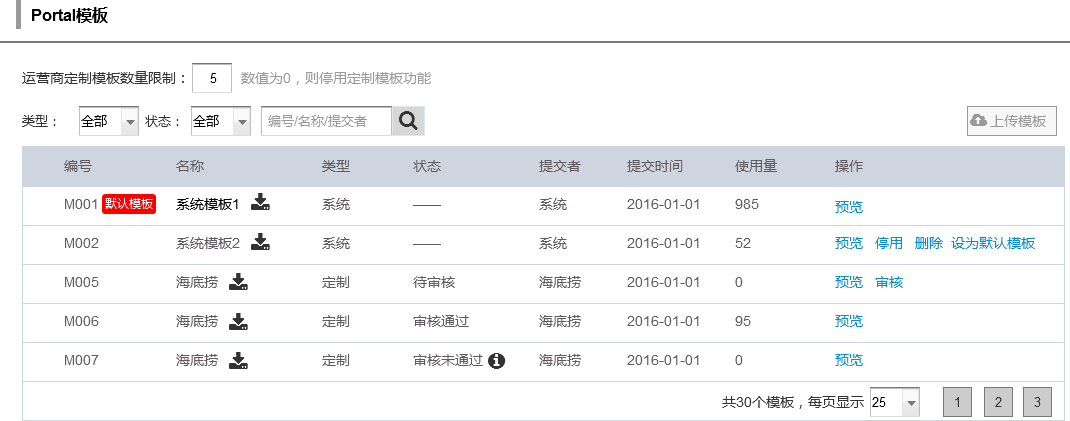 Portal模板
运营商定制模板数量限制： 5 数值为0，则停用定制模板功能
类型： 全部 状态： 全部 编号/名称/提交者 上传模板
编号 名称 类型 状态 提交者 提交时间 使用量 操作
M001 默认模板 系统模板1 系统 —— 系统 2016-01-01 985 预览
M002 系统模板2 系统 —— 系统 2016-01-01 52 预览 停用 删除 设为默认模板
M005 海底捞 定制 待审核 海底捞 2016-01-01 0 预览 审核
M006 海底捞 定制 审核通过 海底捞 2016-01-01 95 预览
M007 海底捞 定制 审核未通过 海底捞 2016-01-01 0 预览
共30个模板，每页显示 25 1 2 3